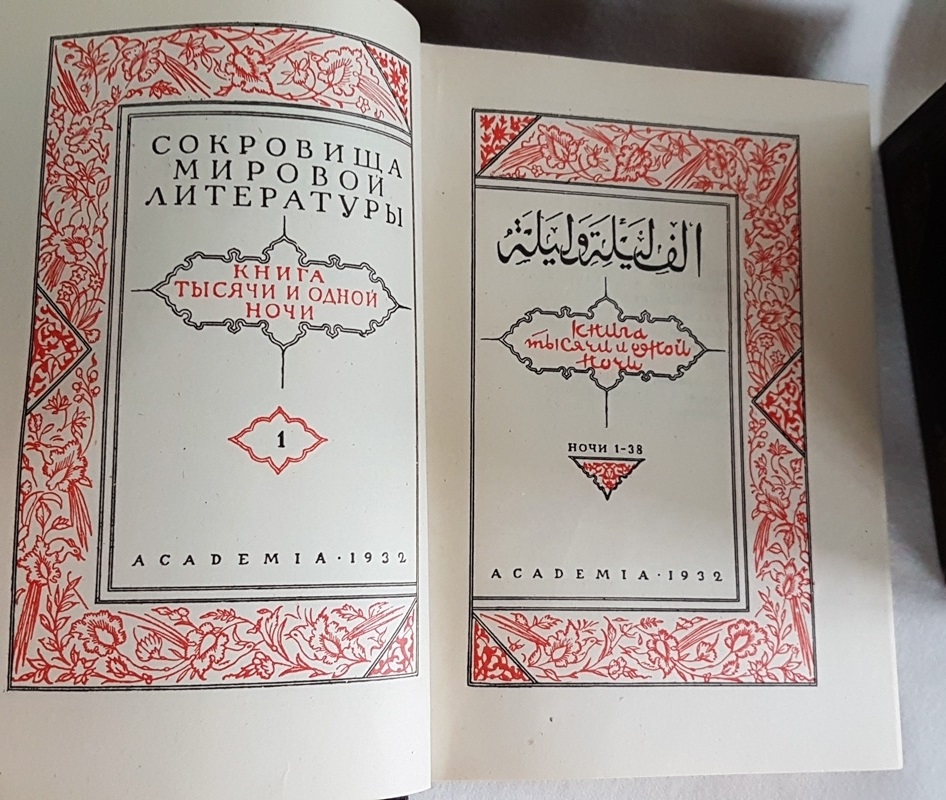 СОКРОВИЩА
МИРОВОЙ
ЛИТЕРАТУРЫ
КНИГА
ТЫСЯЧИ И ОДНОЙ
НОЧИ
1
ACADEMIA · 1932
الف ليلة وليلة
Книга
тысячи и одной
ночи
НОЧИ 1-38
ACADEMIA · 1932